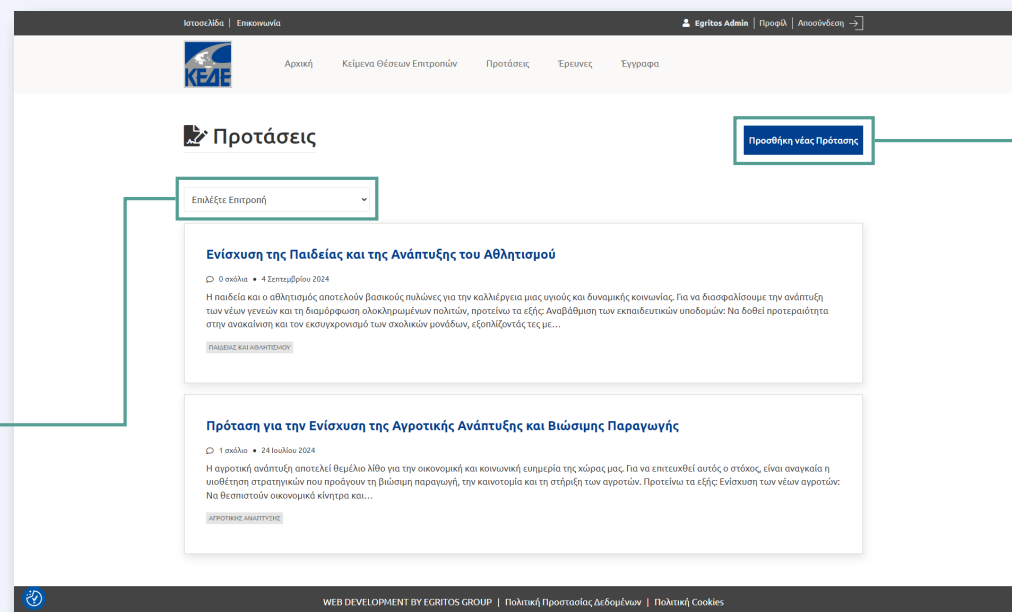 Ιστοσελίδα | Επικοινωνία
Egritos Admin | Προφίλ | Αποσύνδεση
ΚΕΔΕ
Αρχική Κείμενα Θέσεων Επιτροπών Προτάσεις Έρευνες Έγγραφα
Προτάσεις
Προσθήκη νέας Πρότασης
Επιλέξτε Επιτροπή
Ενίσχυση της Παιδείας και της Ανάπτυξης του Αθλητισμού
0 σχόλια • 4 Σεπτεμβρίου 2024
Η παιδεία και ο αθλητισμός αποτελούν βασικούς πυλώνες για την καλλιέργεια μιας υγιούς και δυναμικής κοινωνίας. Για να διασφαλίσουμε την ανάπτυξη
των νέων γενεών και τη διαμόρφωση ολοκληρωμένων πολιτών, προτείνω τα εξής: Αναβάθμιση των εκπαιδευτικών υποδομών: Να δοθεί προτεραιότητα
στην ανακαίνιση και τον εκσυγχρονισμό των σχολικών μονάδων, εξοπλίζοντάς τες με…
ΠΑΙΔΕΙΑΣ ΚΑΙ ΑΘΛΗΤΙΣΜΟΥ
Πρόταση για την Ενίσχυση της Αγροτικής Ανάπτυξης και Βιώσιμης Παραγωγής
1 σχόλιο • 24 Ιουλίου 2024
Η αγροτική ανάπτυξη αποτελεί θεμέλιο λίθο για την οικονομική και κοινωνική ευημερία της χώρας μας. Για να επιτευχθεί αυτός ο στόχος, είναι αναγκαία η
υιοθέτηση στρατηγικών που προάγουν τη βιώσιμη παραγωγή, την καινοτομία και τη στήριξη των αγροτών. Προτείνω τα εξής: Ενίσχυση των νέων αγροτών:
Να θεσπιστούν οικονομικά κίνητρα και…
ΑΓΡΟΤΙΚΗΣ ΑΝΑΠΤΥΞΗΣ
WEB DEVELOPMENT BY EGRITOS GROUP | Πολιτική Προστασίας Δεδομένων | Πολιτική Cookies